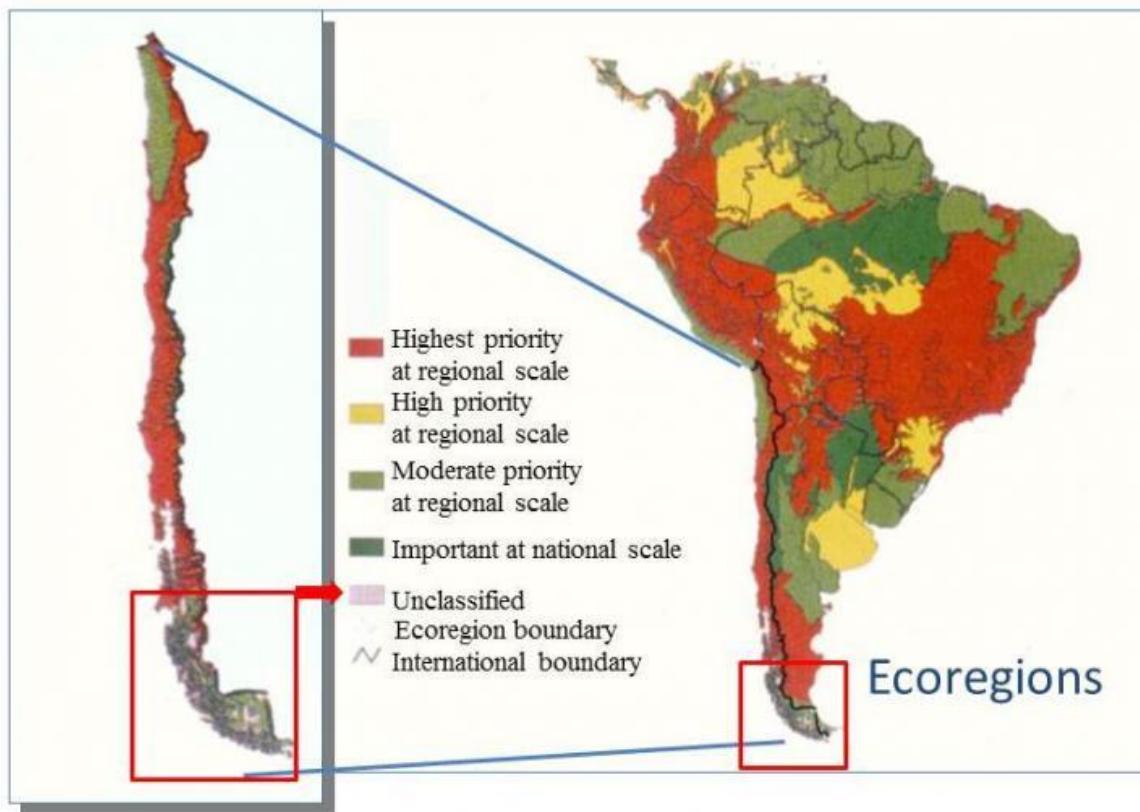 Highest priority
at regional scale
High priority
at regional scale
Moderate priority
at regional scale
Important at national scale
Unclassified
Ecoregion boundary
International boundary
Ecoregions